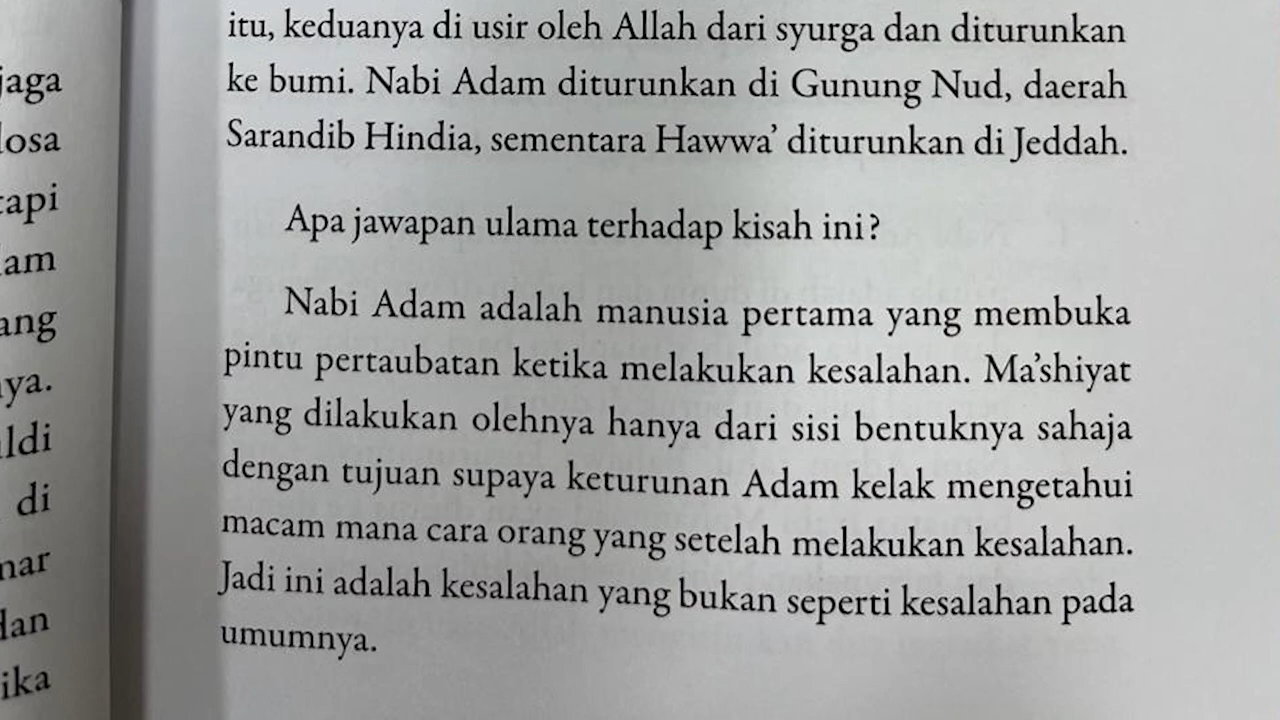 itu, keduanya di usir oleh Allah dari syurga dan diturunkan
ke bumi. Nabi Adam diturunkan di Gunung Nud, daerah
Sarandib Hindia, sementara Hawwa’ diturunkan di Jeddah.
Apa jawapan ulama terhadap kisah ini?
Nabi Adam adalah manusia pertama yang membuka
pintu pertaubatan ketika melakukan kesalahan. Ma’shiyat
yang dilakukan olehnya hanya dari sisi bentuknya sahaja
dengan tujuan supaya keturunan Adam kelak mengetahui
macam mana cara orang yang setelah melakukan kesalahan.
Jadi ini adalah kesalahan yang bukan seperti kesalahan pada
umumnya.